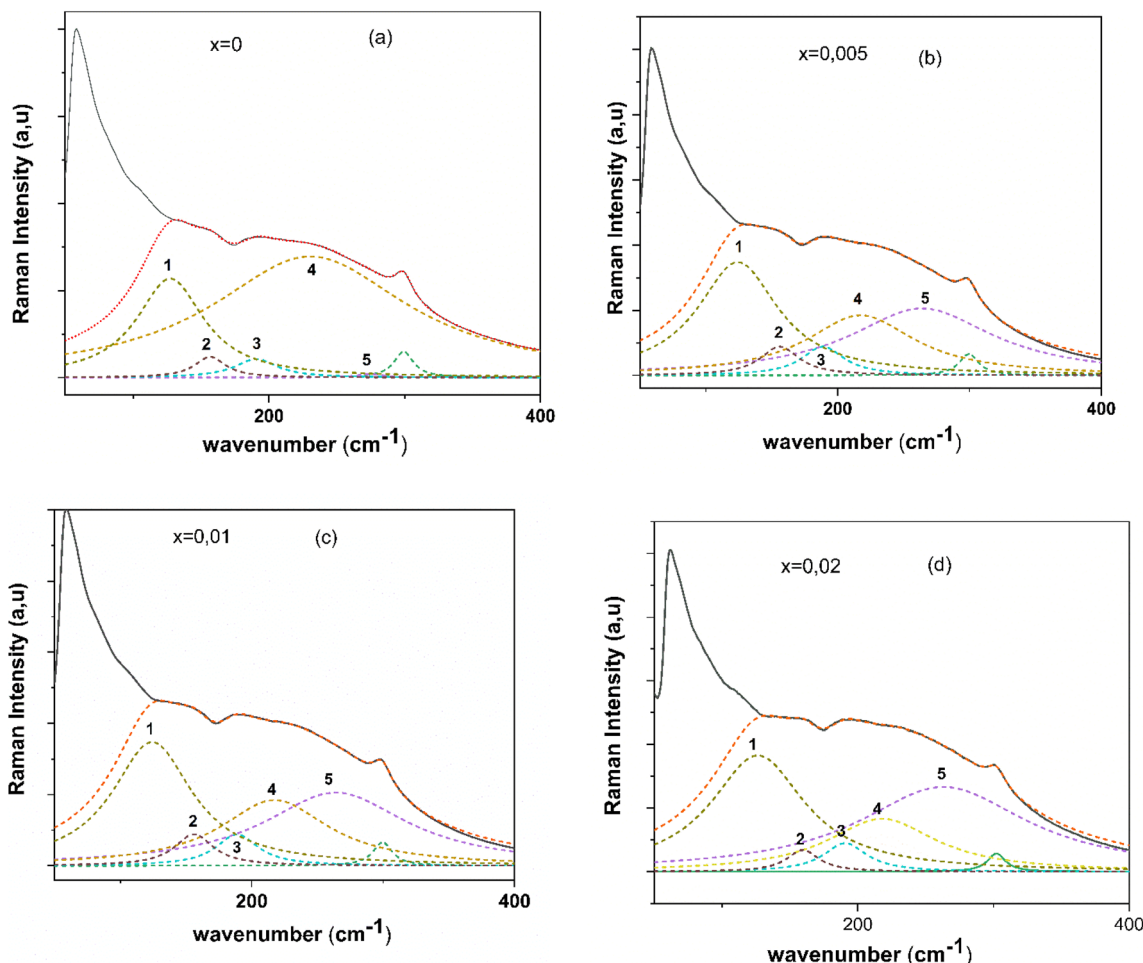 x=0
(a)
Raman Intensity (a,u)
1
2
3
4
5
200
400
wavenumber (cm-1)
x=0,005
(b)
Raman Intensity (a,u)
1
2
3
4
5
200
400
wavenumber (cm-1)
x=0,01
(c)
Raman Intensity (a,u)
1
2
3
4
5
200
400
wavenumber (cm-1)
x=0,02
(d)
Raman Intensity (a,u)
1
2
3
4
5
200
400
wavenumber (cm-1)